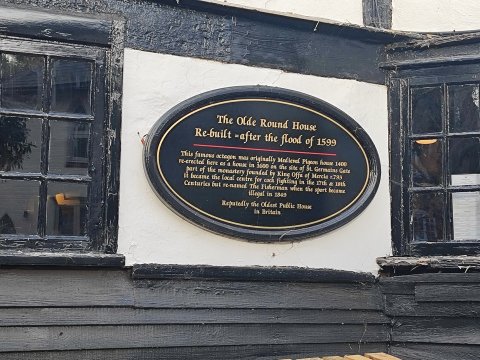 The Olde Round House
Re-built - after the flood of 1599
This famous octagon was originally Medieval Pigeon house 1400
re-erected here as a house in 1600 on the site of St. Germains Gate
part of the monastery founded by King Offa of Mercia c793
it became the local centre for cock fighting in the 17th & 18th
Centuries but re-named The Fisherman when the sport became
illegal in 1849
Reputedly the Oldest Public House
in Britain